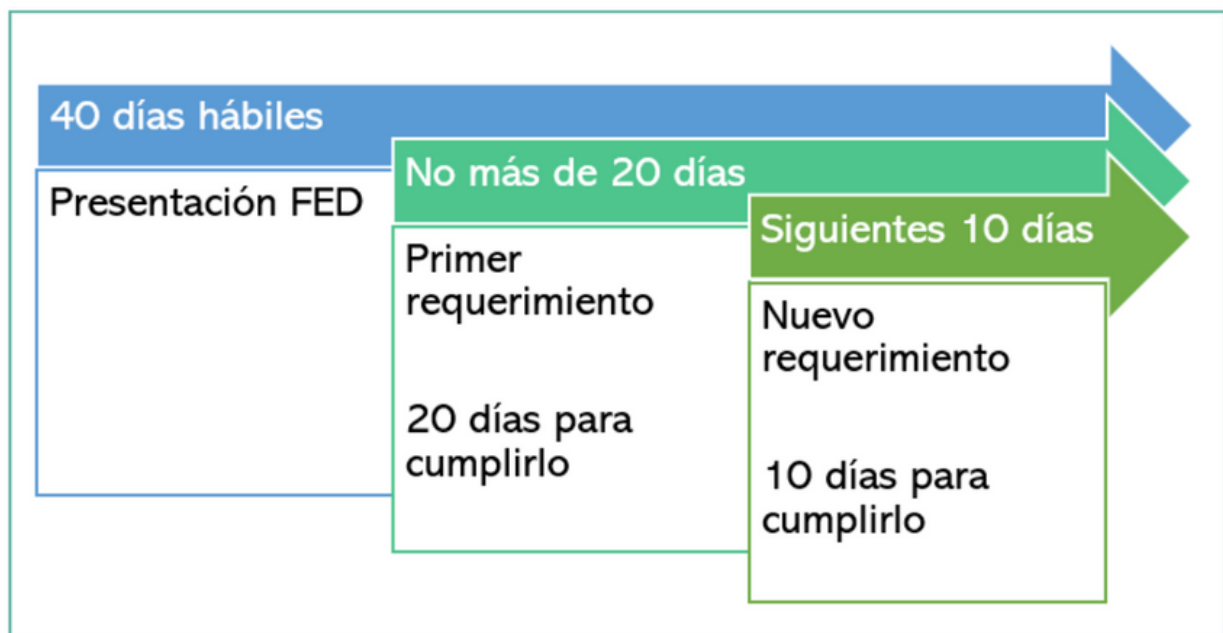 40 días hábiles
Presentación FED
No más de 20 días
Primer
requerimiento
20 días para
cumplirlo
Siguientes 10 días
Nuevo
requerimiento
10 días para
cumplirlo